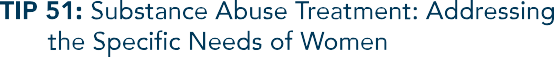 TIP 51: Substance Abuse Treatment: Addressing
the Specific Needs of Women